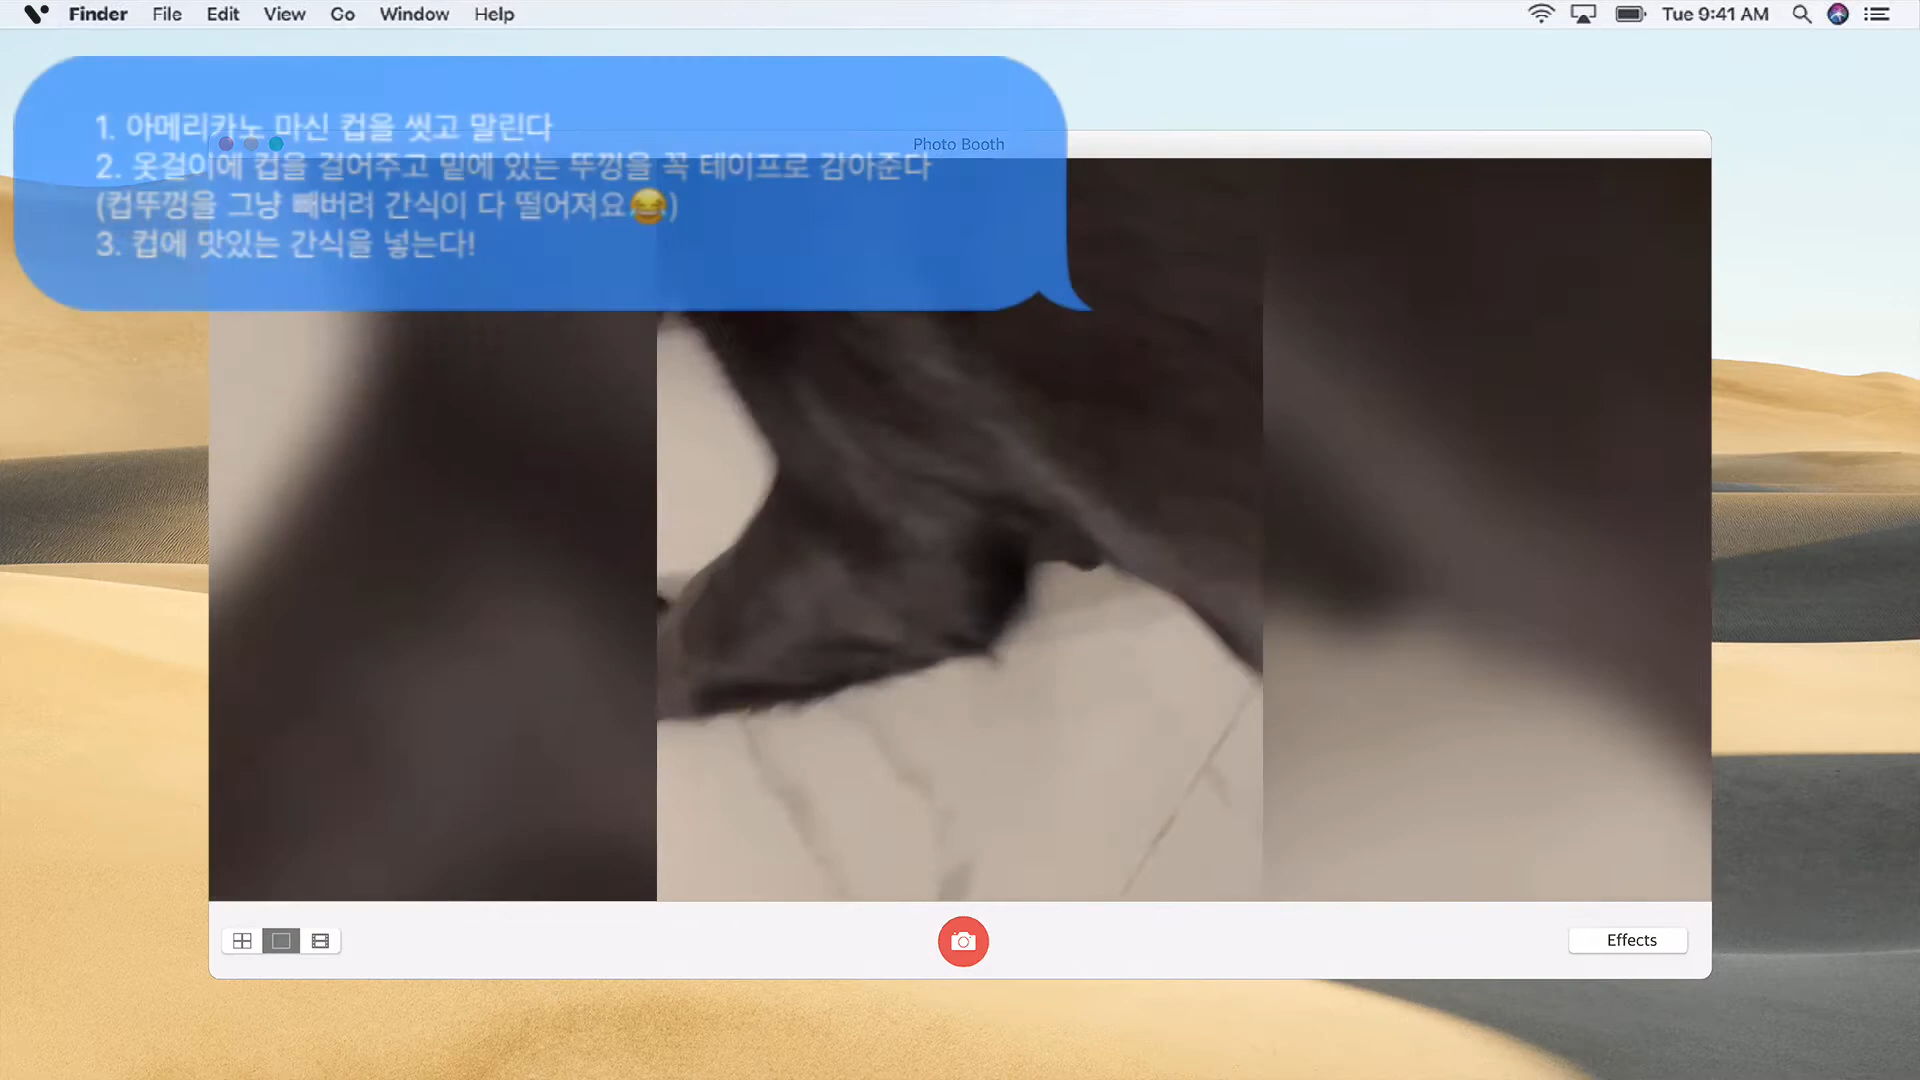 Finder File Edit View Go Window Help Tue 9:41 AM
1. 아메리카노 마신 컵을 씻고 말린다
Photo Booth
2. 옷걸이에 컵을 걸어주고 밑에 있는 뚜껑을 꼭 테이프로 감아준다
(컵뚜껑을 그냥 빼버려 간식이 다 떨어져요😂)
3. 컵에 맛있는 간식을 넣는다!
Effects